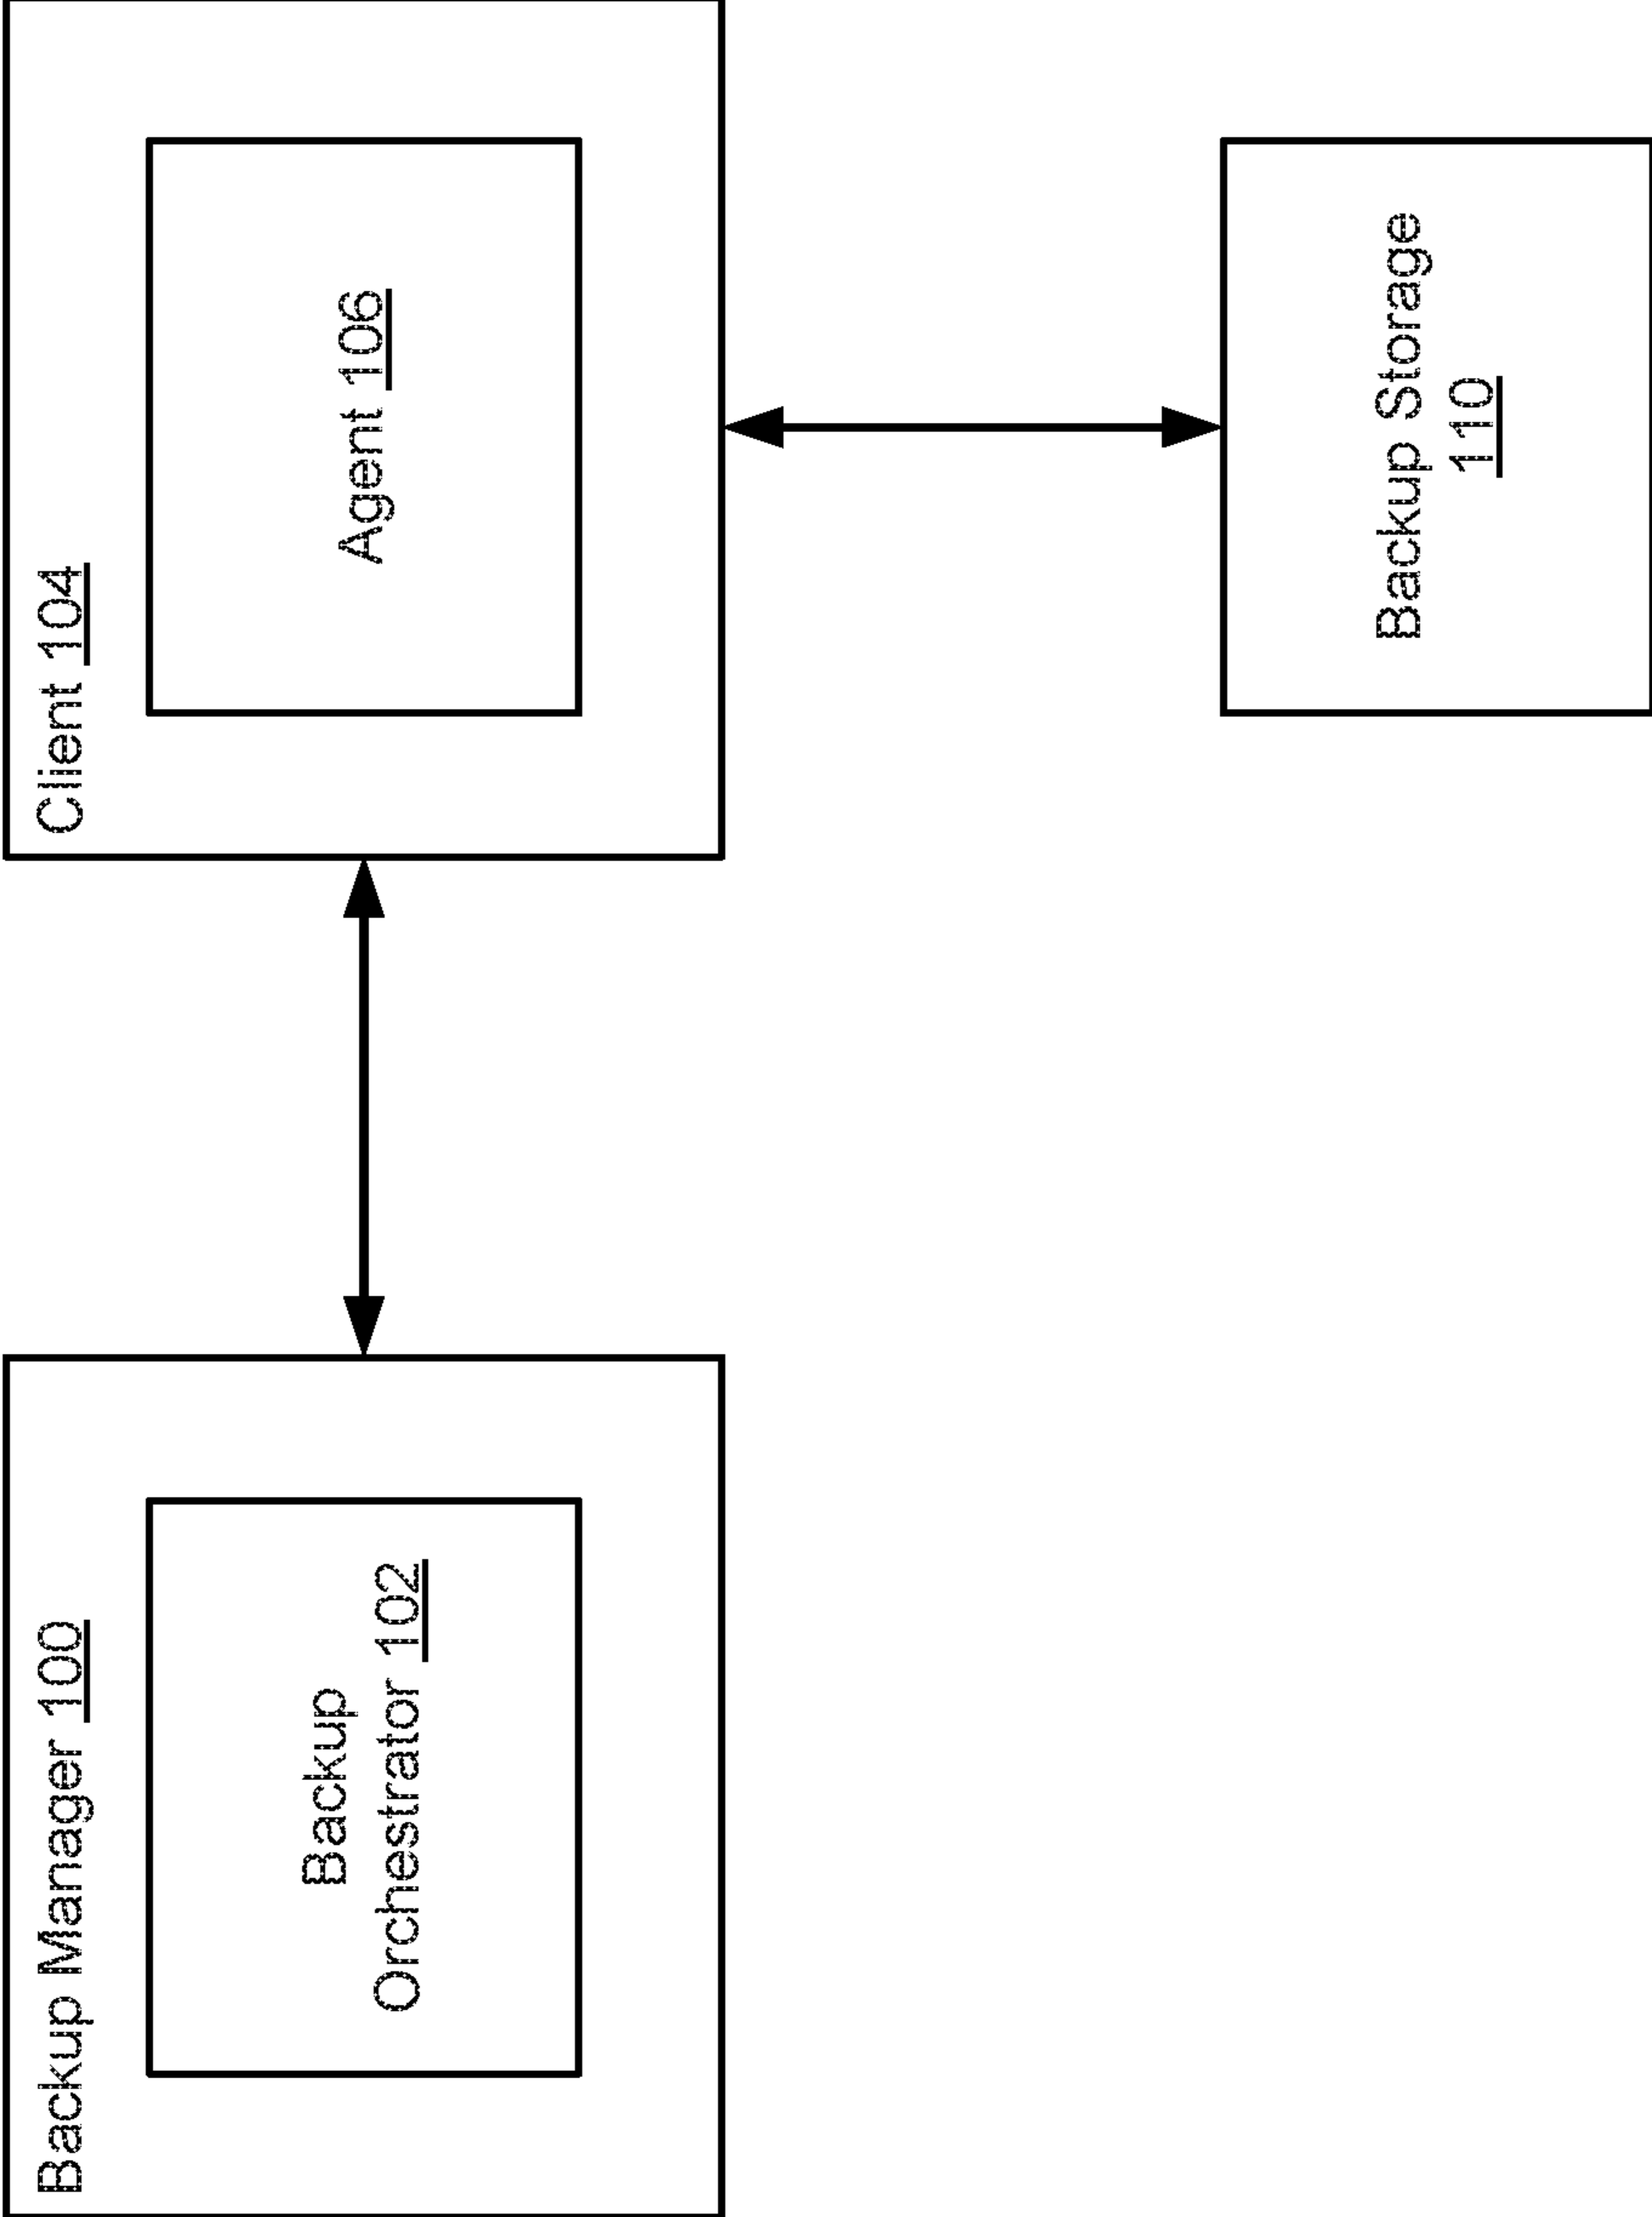 Backup Manager 100
Backup
Orchestrator 102
Client 104
Agent 106
Backup Storage
110